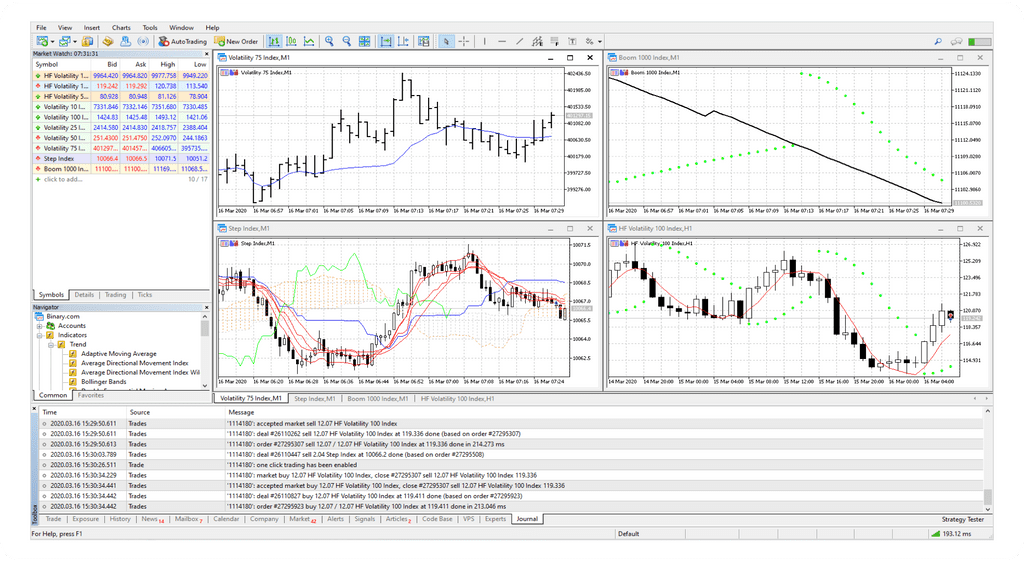 File View Insert Charts Tools Window Help
AutoTrading New Order
Market Watch: 07:31:31
Symbol Bid Ask High Low
HF Volatility 1... 9964.420 9964.820 9977.758 9949.220
HF Volatility 1... 119.242 119.292 120.738 113.540
HF Volatility 5... 80.928 80.948 81.126 78.904
Volatility 10 I... 7331.846 7332.146 7351.680 7330.485
Volatility 100 I... 1424.83 1425.48 1493.12 1421.06
Volatility 25 I... 2414.580 2414.830 2418.757 2388.404
Volatility 50 I... 251.4300 251.4750 252.0970 244.1863
Volatility 75 I... 401297... 401457... 406605... 395735....
Step Index 10066.4 10066.5 10071.5 10051.2
Boom 1000 In... 11100.... 11100.... 11169.... 11068.5...
click to add... 10 / 17
Symbols Details Trading Ticks
Navigator
Binary.com
Accounts
Indicators
Trend
Adaptive Moving Average
Average Directional Movement Index
Average Directional Movement Index Wil
Bollinger Bands
Common Favorites
Volatility 75 Index,M1
Volatility 75 Index,M1
402436.50
401985.00
401533.50
401082.00
400630.50
400179.00
399727.50
399276.00
16 Mar 2020 16 Mar 06:57 16 Mar 07:01 16 Mar 07:05 16 Mar 07:09 16 Mar 07:13 16 Mar 07:17 16 Mar 07:21 16 Mar 07:25 16 Mar 07:29
Boom 1000 Index,M1
Boom 1000 Index,M1
11124.1330
11121.1120
11118.0910
11115.0700
11112.0490
11109.0280
11106.0070
11102.9860
16 Mar 2020 16 Mar 06:57 16 Mar 07:01 16 Mar 07:05 16 Mar 07:09 16 Mar 07:13 16 Mar 07:17 16 Mar 07:21 16 Mar 07:25 16 Mar 07:29
Step Index,M1
Step Index,M1
10071.5
10070.0
10068.5
10067.0
10065.5
10064.0
10062.5
16 Mar 2020 16 Mar 06:28 16 Mar 06:36 16 Mar 06:44 16 Mar 06:52 16 Mar 07:00 16 Mar 07:08 16 Mar 07:16 16 Mar 07:24
HF Volatility 100 Index,H1
HF Volatility 100 Index,H1
126.922
125.209
123.496
121.783
120.070
118.357
116.644
114.931
14 Mar 2020 14 Mar 20:00 15 Mar 00:00 15 Mar 04:00 15 Mar 08:00 15 Mar 12:00 15 Mar 16:00 15 Mar 20:00 16 Mar 00:00 16 Mar 04:00
Volatility 75 Index,M1 Step Index,M1 Boom 1000 Index,M1 HF Volatility 100 Index,H1
Time Source Message
2020.03.16 15:29:50.611 Trades '1114180': accepted market sell 12.07 HF Volatility 100 Index
2020.03.16 15:29:50.611 Trades '1114180': deal #26110262 sell 12.07 HF Volatility 100 Index at 119.336 done (based on order #27295307)
2020.03.16 15:29:50.613 Trades '1114180': order #27295307 sell 12.07 / 12.07 HF Volatility 100 Index at 119.336 done in 214.273 ms
2020.03.16 15:30:03.789 Trades '1114180': deal #26110447 sell 2.04 Step Index at 10066.2 done (based on order #27295508)
2020.03.16 15:30:26.511 Trade '1114180': one click trading has been enabled
2020.03.16 15:30:34.229 Trades '1114180': market buy 12.07 HF Volatility 100 Index, close #27295307 sell 12.07 HF Volatility 100 Index 119.336
2020.03.16 15:30:34.441 Trades '1114180': accepted market buy 12.07 HF Volatility 100 Index, close #27295307 sell 12.07 HF Volatility 100 Index 119.336
2020.03.16 15:30:34.442 Trades '1114180': deal #26110827 buy 12.07 HF Volatility 100 Index at 119.411 done (based on order #27295923)
2020.03.16 15:30:34.442 Trades '1114180': order #27295923 buy 12.07 / 12.07 HF Volatility 100 Index at 119.411 done in 213.046 ms
Toolbox
Trade Exposure History News 14 Mailbox 7 Calendar Company Market 42 Alerts Signals Articles 2 Code Base VPS Experts Journal Strategy Tester
For Help, press F1 Default 193.12 ms